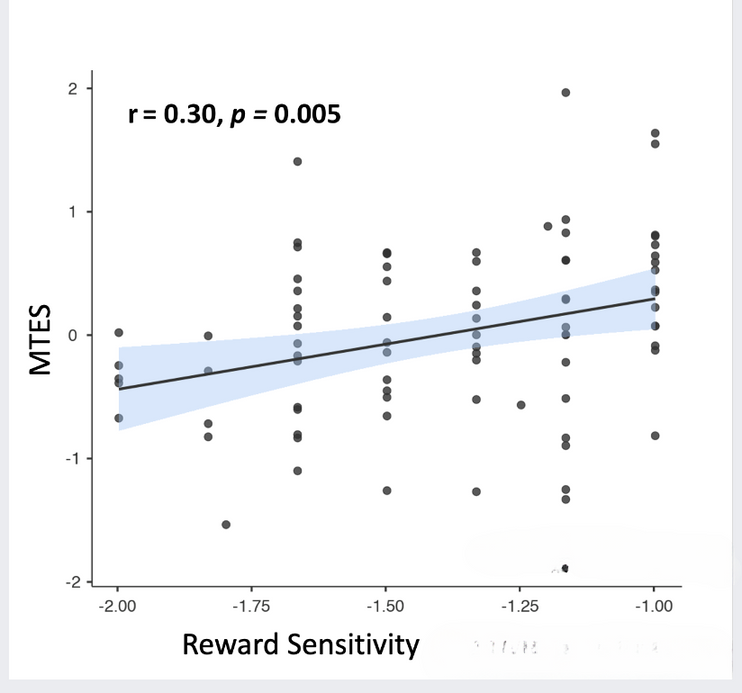 r = 0.30, p = 0.005
2
1
0
-1
-2
MTES
-2.00 -1.75 -1.50 -1.25 -1.00
Reward Sensitivity